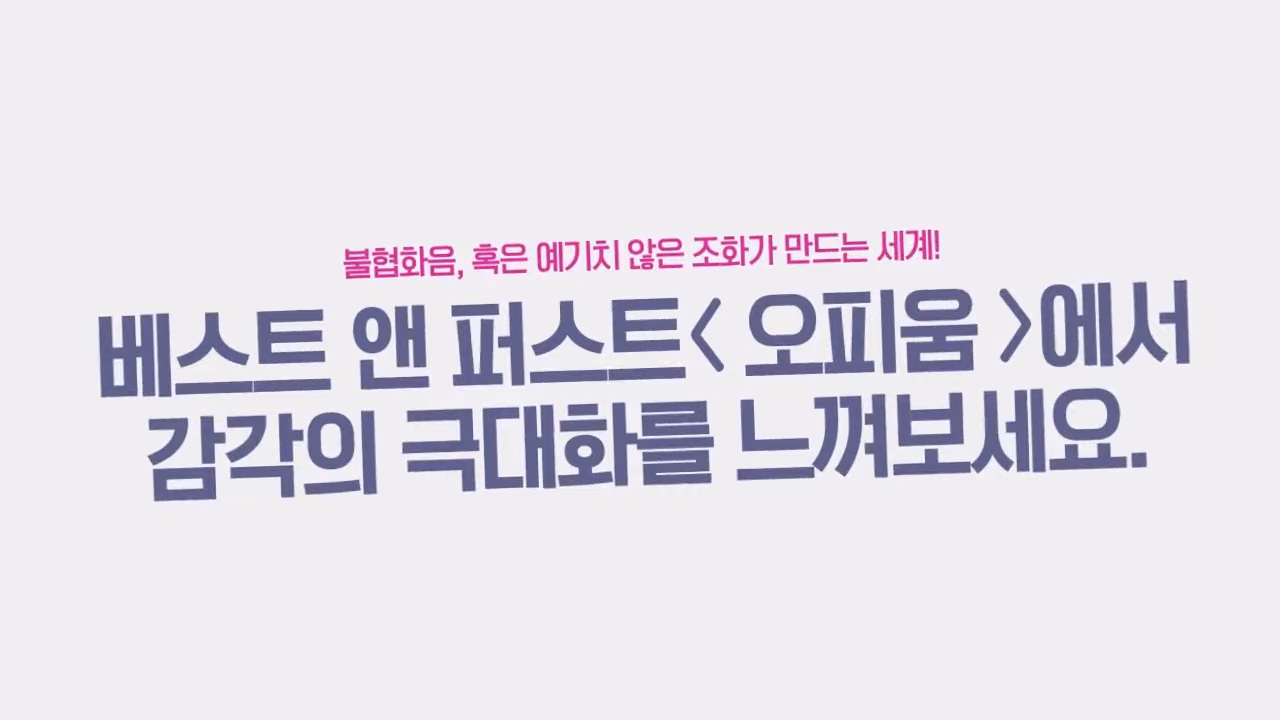 불협화음, 혹은 예기치 않은 조화가 만드는 세계!
베스트 앤 퍼스트< 오피움 >에서
감각의 극대화를 느껴보세요.